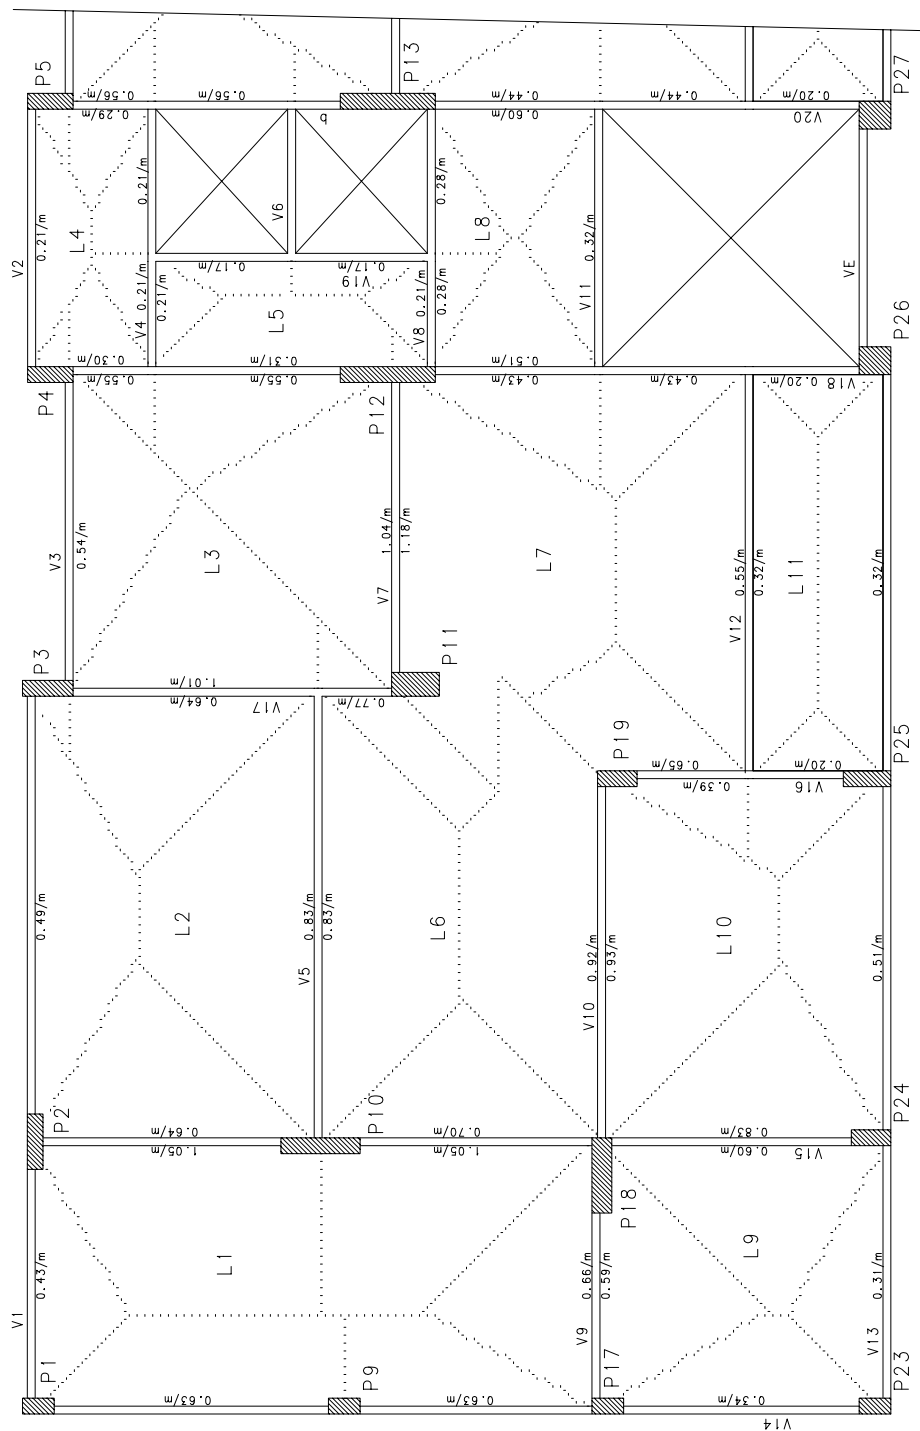 V1
V2
P1
0.43/m
P2
0.49/m
P3
V3
0.54/m
P4
0.21/m
P5
L4
0.30/m
0.55/m
0.29/m
0.56/m
V4
0.21/m
0.21/m
0.21/m
0.63/m
L1
1.05/m
0.64/m
L2
0.64/m
1.01/m
L3
0.17/m
0.56/m
V17
L5
0.31/m
0.55/m
V6
V5
0.83/m
0.83/m
b
V19
0.17/m
P9
P10
0.77/m
V7
1.04/m
1.18/m
P12
P13
V8
0.21/m
0.28/m
0.28/m
L6
P11
0.63/m
1.05/m
0.70/m
L8
0.51/m
0.43/m
0.60/m
0.44/m
L7
V9
0.66/m
0.59/m
V10
0.92/m
0.93/m
V11
0.32/m
P17
P18
P19
0.65/m
0.39/m
0.43/m
0.44/m
L10
V12
0.55/m
0.32/m
0.34/m
V14
L9
0.60/m
0.83/m
V15
V16
0.20/m
L11
0.20/m
V18
0.20/m
V20
VE
V13
0.31/m
0.51/m
0.32/m
P23
P24
P25
P26
P27